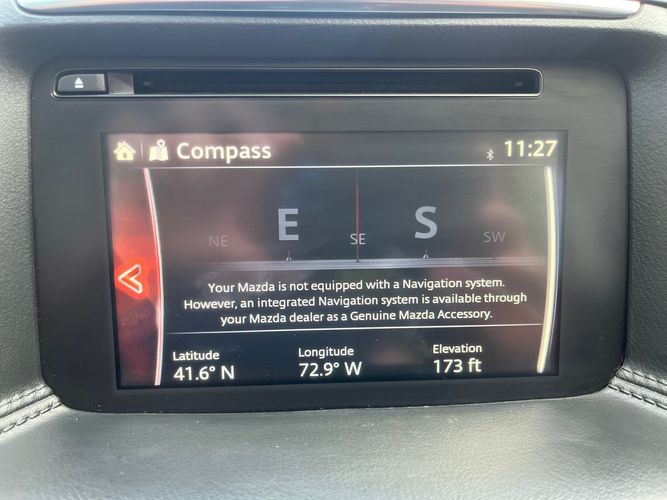 Compass 11:27
NE E SE S SW
Your Mazda is not equipped with a Navigation system.
However, an integrated Navigation system is available through
your Mazda dealer as a Genuine Mazda Accessory.
Latitude Longitude Elevation
41.6° N 72.9° W 173 ft